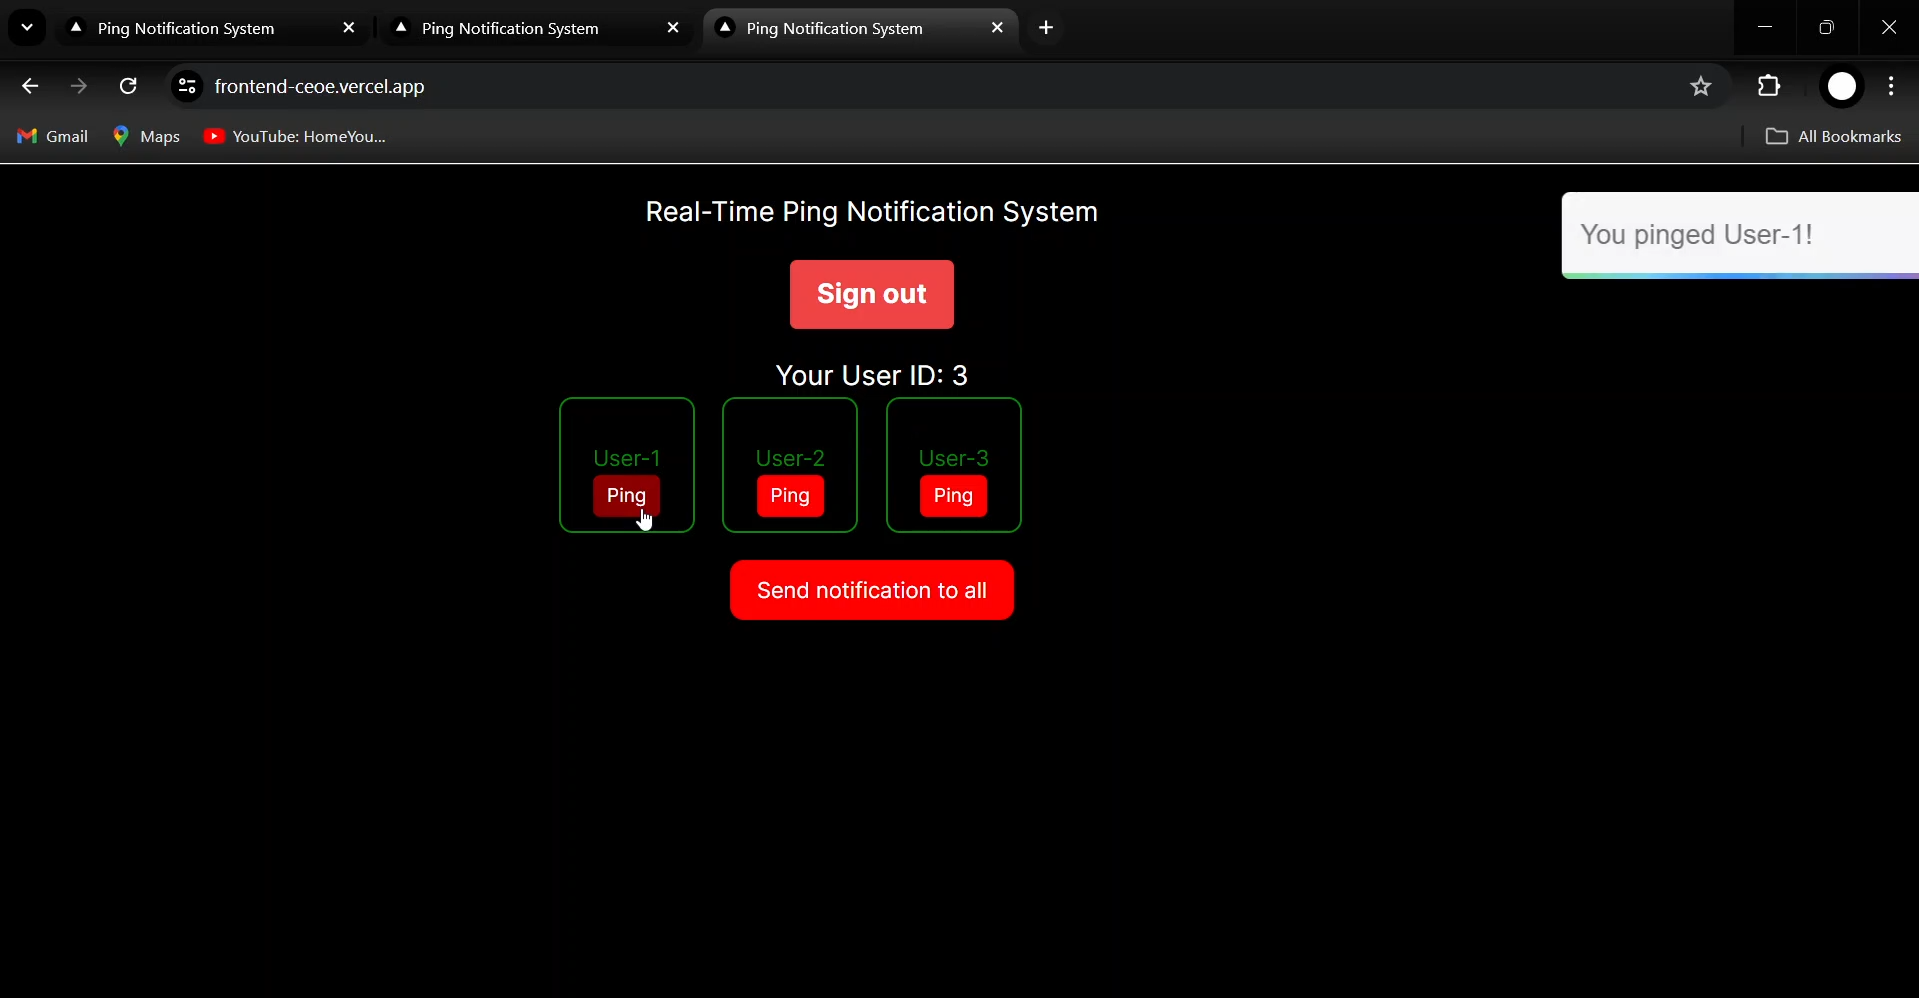 Ping Notification System
Ping Notification System
Ping Notification System
frontend-ceoe.vercel.app
Gmail
Maps
YouTube: HomeYou...
All Bookmarks
Real-Time Ping Notification System
You pinged User-1!
Sign out
Your User ID: 3
User-1
User-2
User-3
Ping
Ping
Ping
Send notification to all